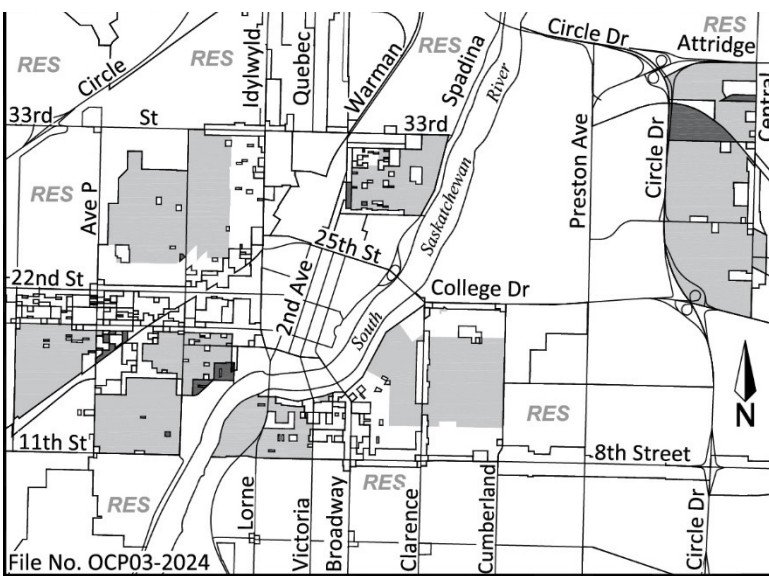 RES
Circle
Idylwyld
Quebec
Warman
RES
Spadina
River
Circle Dr
RES
Attridge
33rd
St
33rd
Central
RES
Ave P
Saskatchewan
Preston Ave
Circle Dr
25th St
22nd St
2nd Ave
South
College Dr
N
RES
11th St
8th Street
RES
RES
Lorne
Victoria
Broadway
Clarence
Cumberland
Circle Dr
RES
File No. OCP03-2024